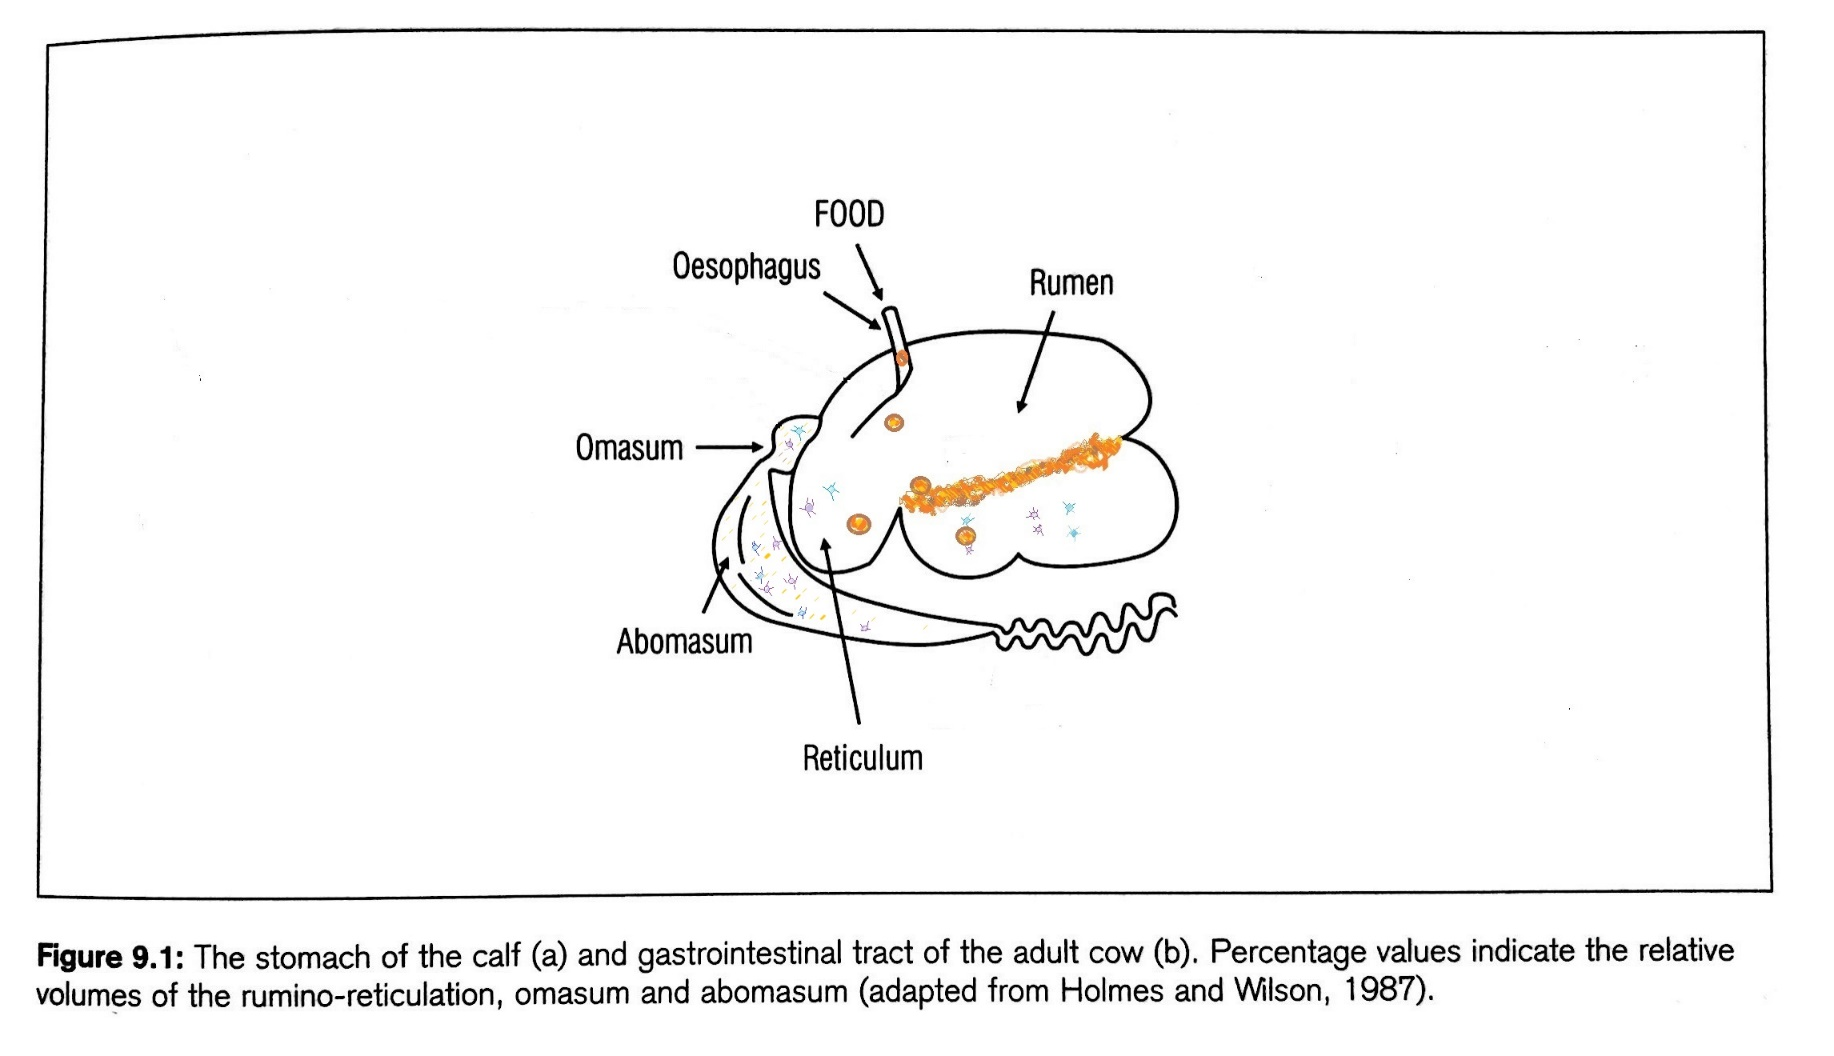 FOOD
Oesophagus
Rumen
Omasum
Abomasum
Reticulum
Figure 9.1: The stomach of the calf (a) and gastrointestinal tract of the adult cow (b). Percentage values indicate the relative
volumes of the rumino-reticulation, omasum and abomasum (adapted from Holmes and Wilson, 1987).